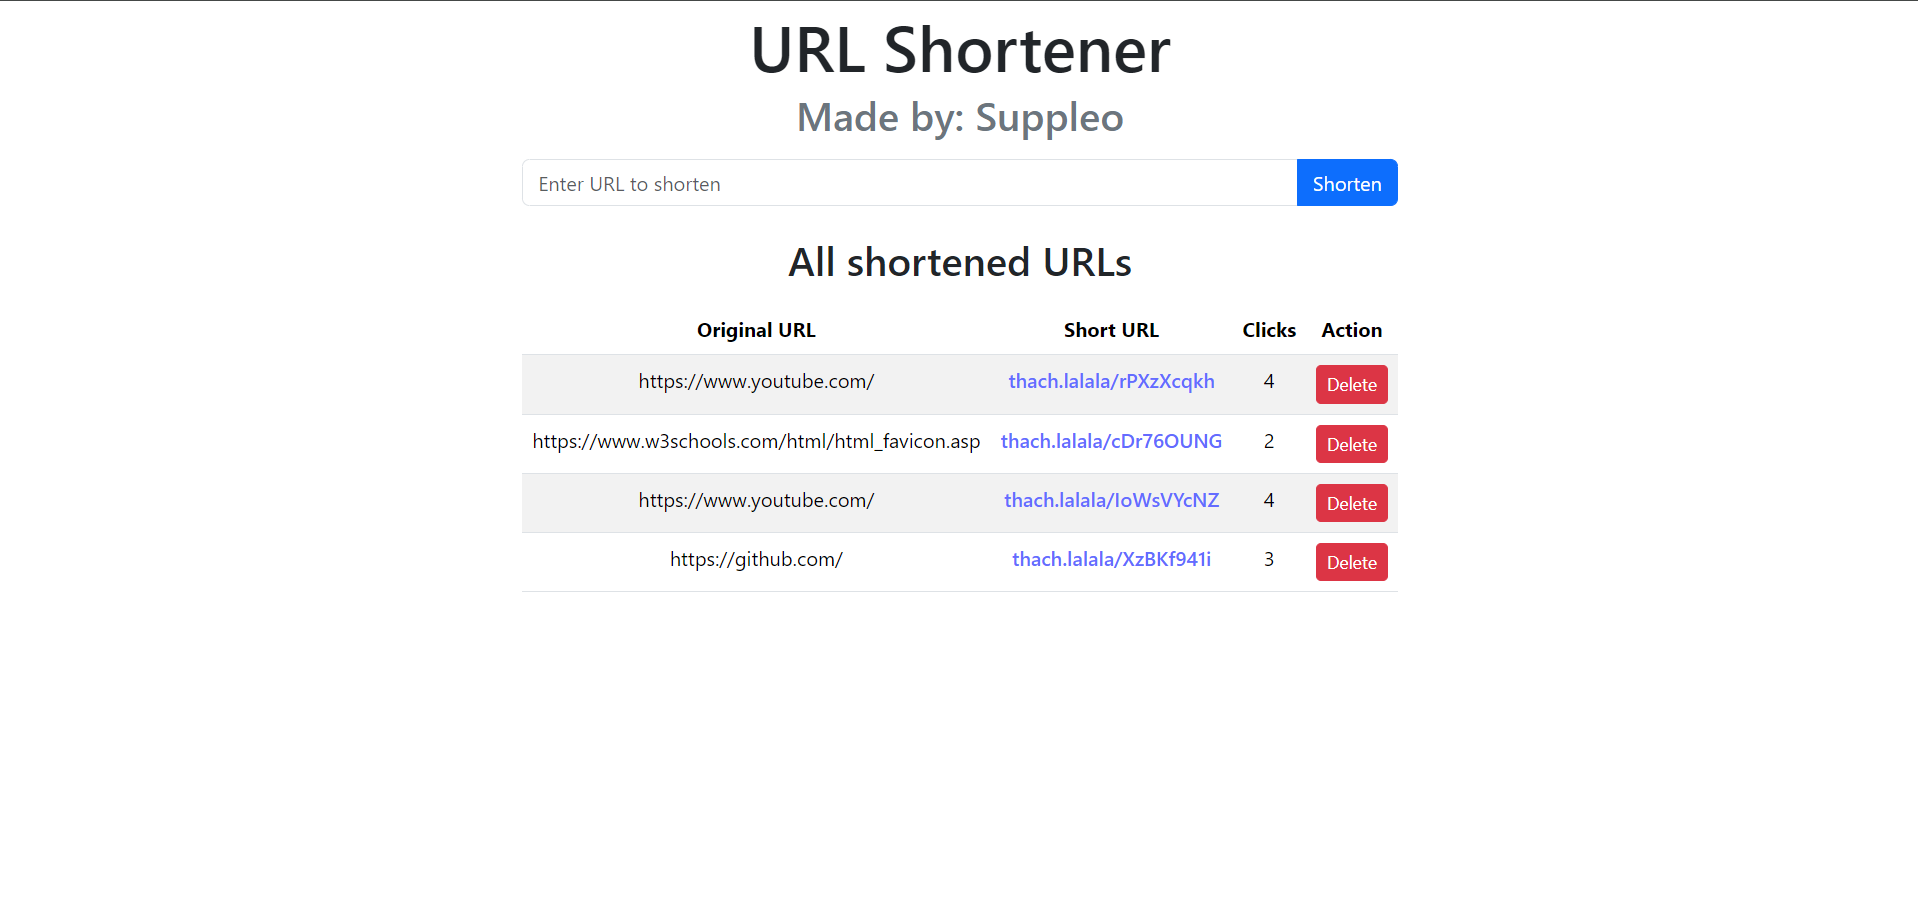 URL Shortener
Made by: Suppleo
Enter URL to shorten Shorten
All shortened URLs
Original URL Short URL Clicks Action
https://www.youtube.com/ thach.lalala/rPXzXcqkh 4 Delete
https://www.w3schools.com/html/html_favicon.asp thach.lalala/cDr76OUNG 2 Delete
https://www.youtube.com/ thach.lalala/IoWsVYcNZ 4 Delete
https://github.com/ thach.lalala/XzBKf941i 3 Delete